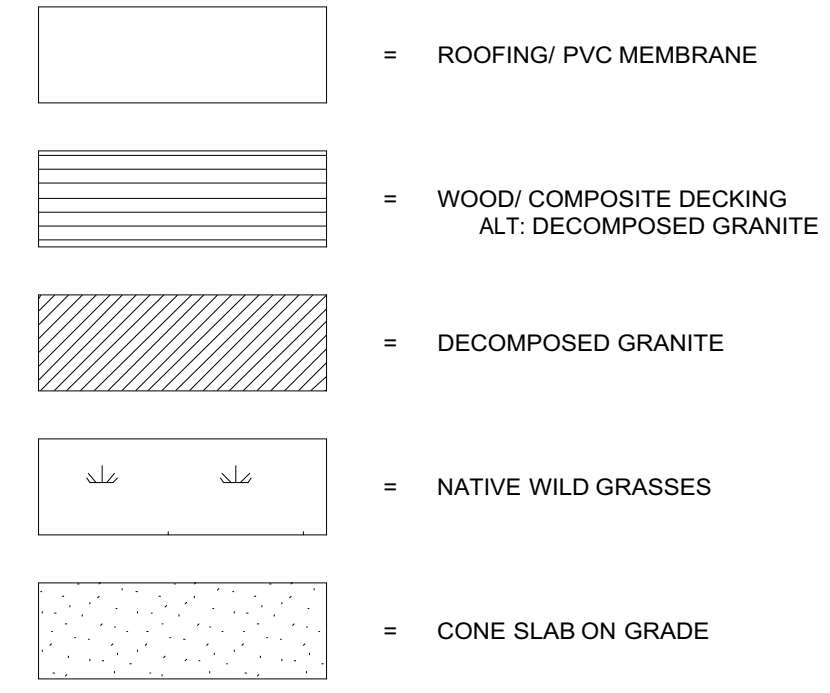 = ROOFING/ PVC MEMBRANE
= WOOD/ COMPOSITE DECKING
ALT: DECOMPOSED GRANITE
= DECOMPOSED GRANITE
= NATIVE WILD GRASSES
= CONE SLAB ON GRADE